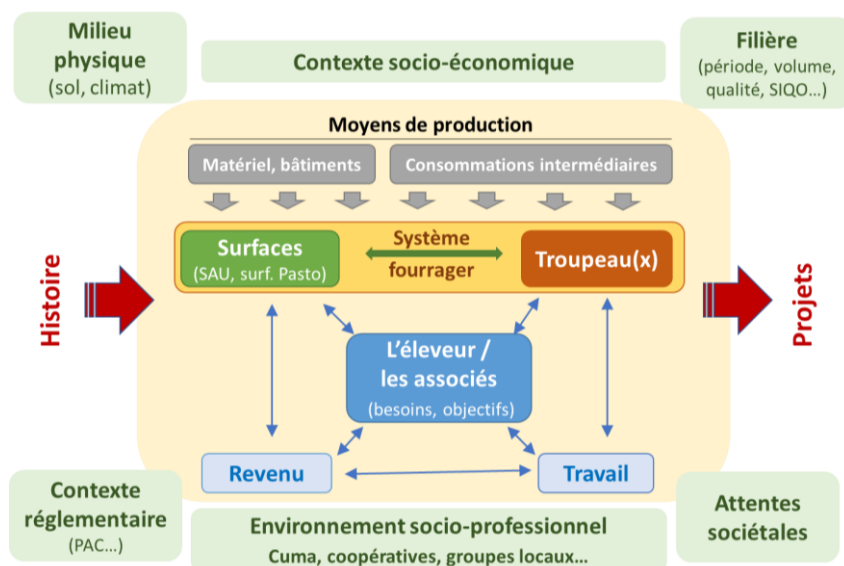 Milieu
physique
(sol, climat)
Contexte socio-économique
Filière
(période, volume,
qualité, SIQO…)
Moyens de production
Matériel, bâtiments
Consommations intermédiaires
Surfaces
(SAU, surf. Pasto)
Système
fourrager
Troupeau(x)
Histoire
Projets
L'éleveur /
les associés
(besoins, objectifs)
Revenu
Travail
Contexte
réglementaire
(PAC…)
Environnement socio-professionnel
Cuma, coopératives, groupes locaux…
Attentes
sociétales